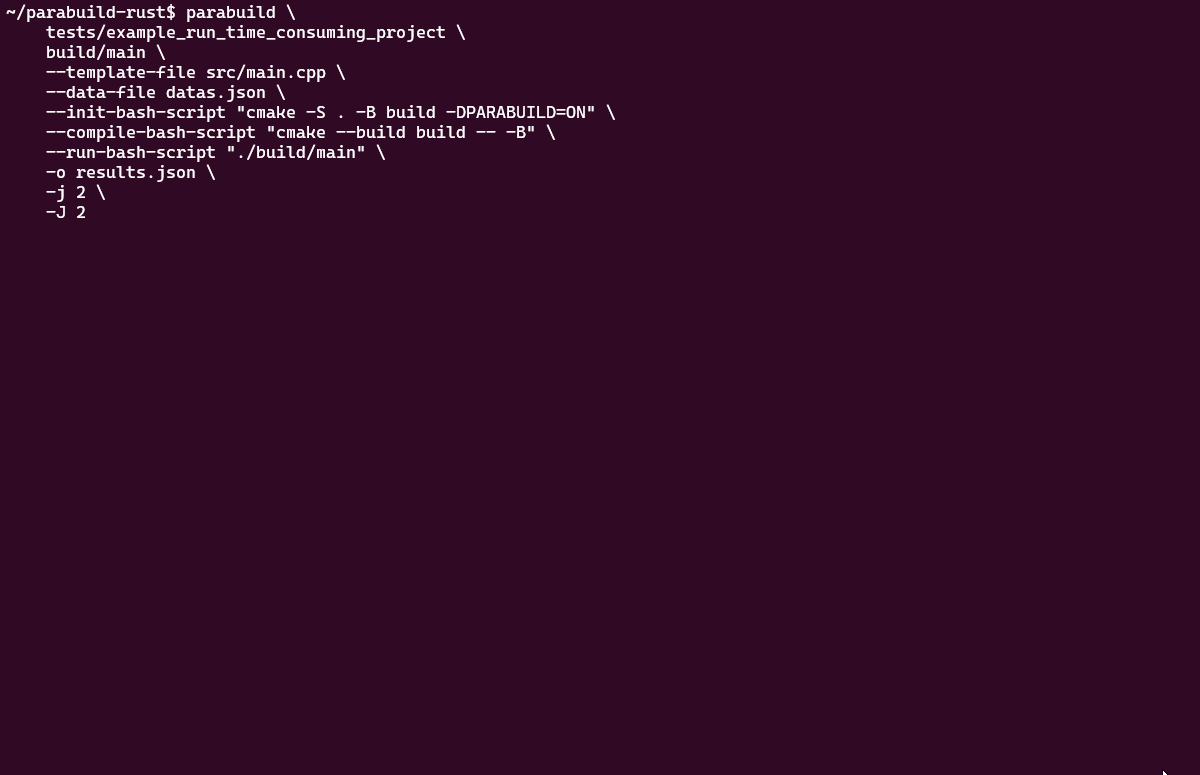 ~/parabuild-rust$ parabuild \
    tests/example_run_time_consuming_project \
    build/main \
    --template-file src/main.cpp \
    --data-file datas.json \
    --init-bash-script "cmake -S . -B build -DPARABUILD=ON" \
    --compile-bash-script "cmake --build build -- -B" \
    --run-bash-script "./build/main" \
    -o results.json \
    -j 2 \
    -J 2